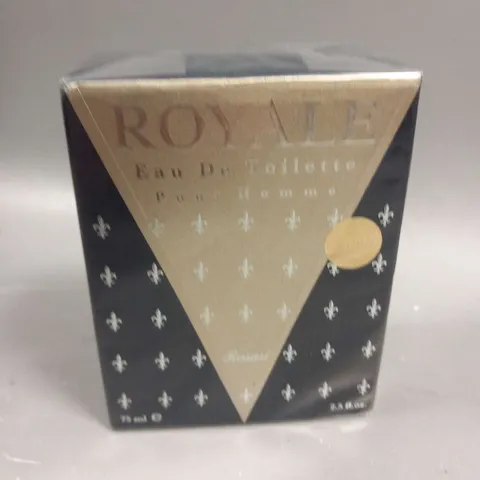 ROYALE
Eau De Toilette
Pour Homme
Rasasi
75 ml e
2.5 fl.oz.